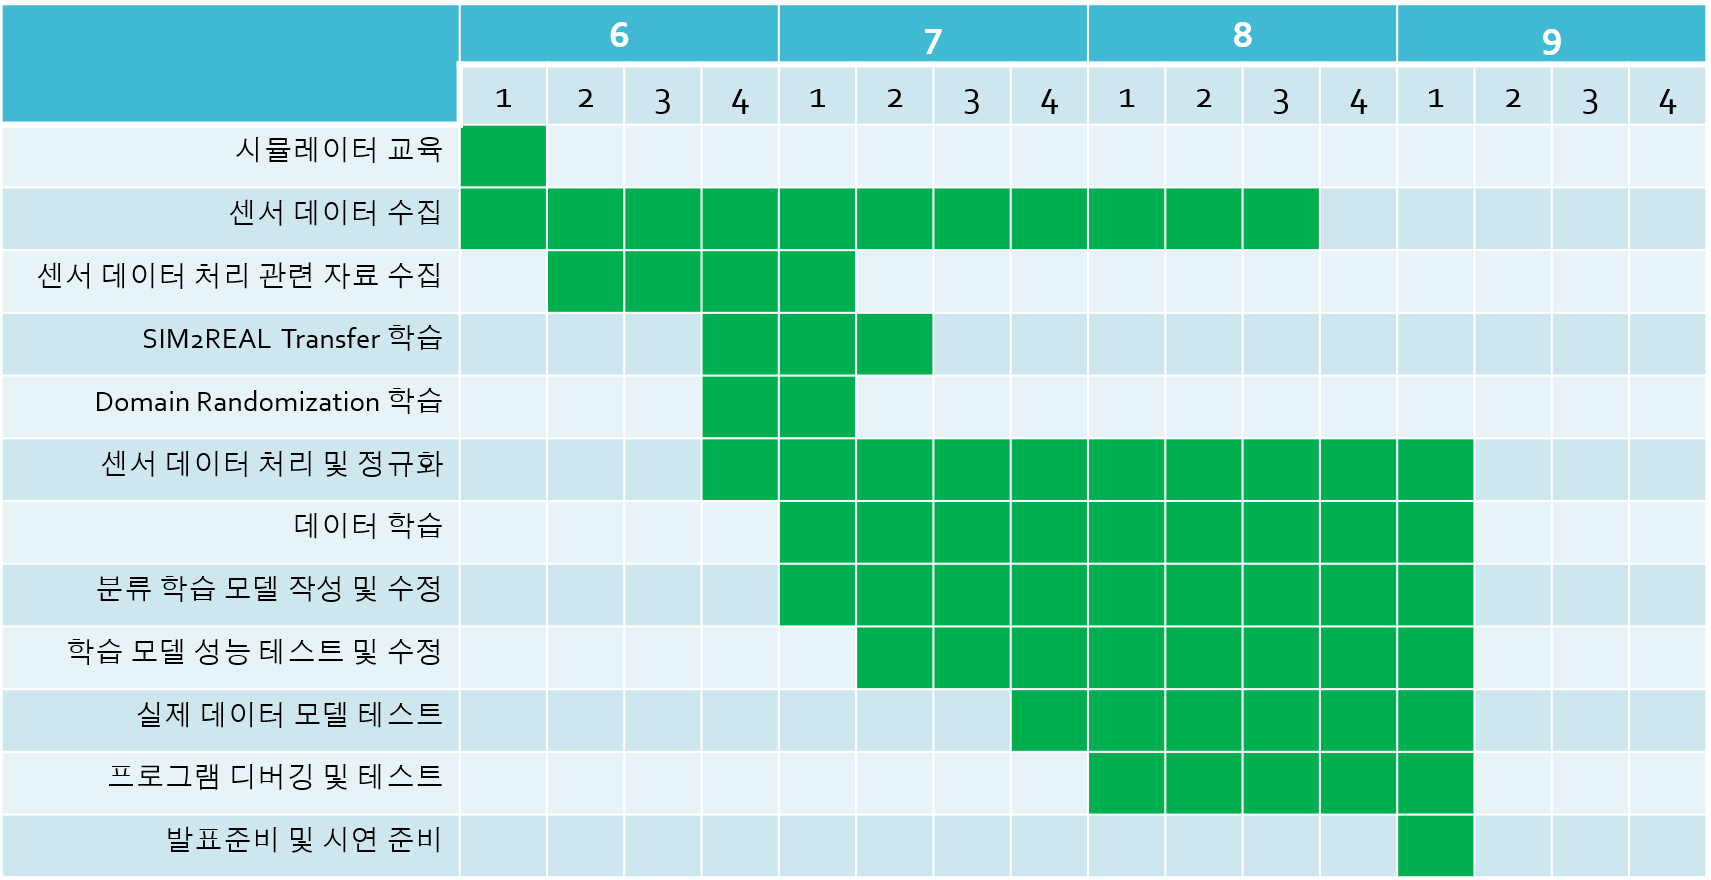 6 7 8 9
1 2 3 4 1 2 3 4 1 2 3 4 1 2 3 4
시뮬레이터 교육
센서 데이터 수집
센서 데이터 처리 관련 자료 수집
SIM2REAL Transfer 학습
Domain Randomization 학습
센서 데이터 처리 및 정규화
데이터 학습
분류 학습 모델 작성 및 수정
학습 모델 성능 테스트 및 수정
실제 데이터 모델 테스트
프로그램 디버깅 및 테스트
발표준비 및 시연 준비